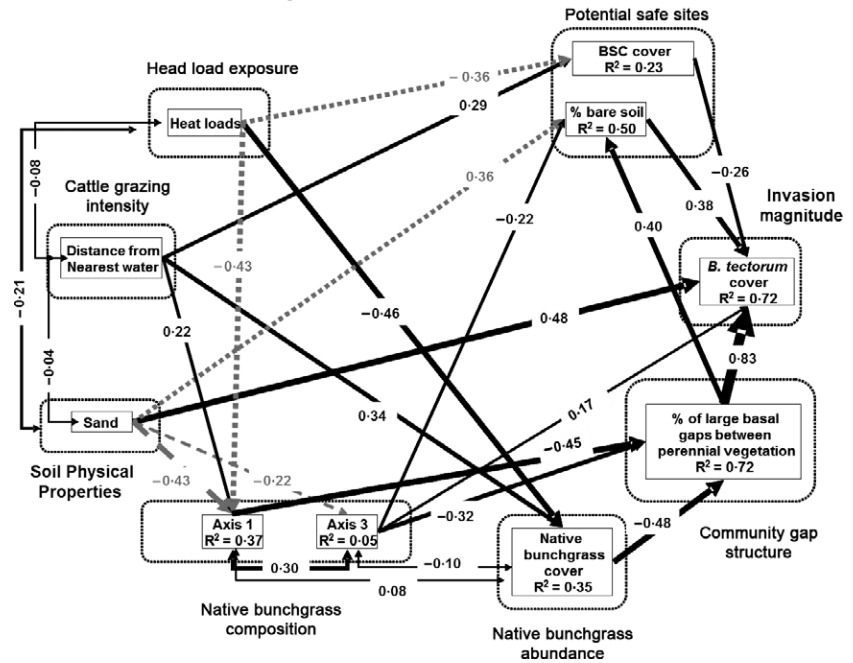 Potential safe sites
BSC cover
R² = 0·23
Head load exposure
−0·36
0.29
Heat loads
% bare soil
R² = 0·50
−0·08
Cattle grazing
intensity
0.36
−0·26
−0·22
Invasion
magnitude
0.38
0.40
Distance from
Nearest water
−0·43
B. tectorum
cover
R² = 0·72
−0·21
−0·46
0.22
0.48
−0·04
0.83
0.17
0.34
Sand
−0·45
% of large basal
gaps between
perennial vegetation
R² = 0·72
Soil Physical
Properties
−0·43
−0·22
−0·32
Axis 1
R² = 0·37
Axis 3
R² = 0·05
−0·48
Community gap
structure
Native
bunchgrass
cover
R² = 0·35
−0·10
0.30
0.08
Native bunchgrass
composition
Native bunchgrass
abundance